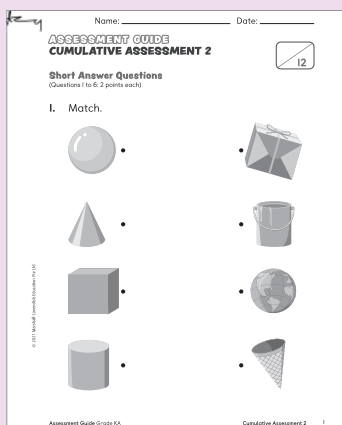 Name: Date:
ASSESSMENT GUIDE
CUMULATIVE ASSESSMENT 2
12
Short Answer Questions
(Questions 1 to 6: 2 points each)
1. Match.
© 2021 Marshall Cavendish Education Pte Ltd
Assessment Guide Grade KA Cumulative Assessment 2 1